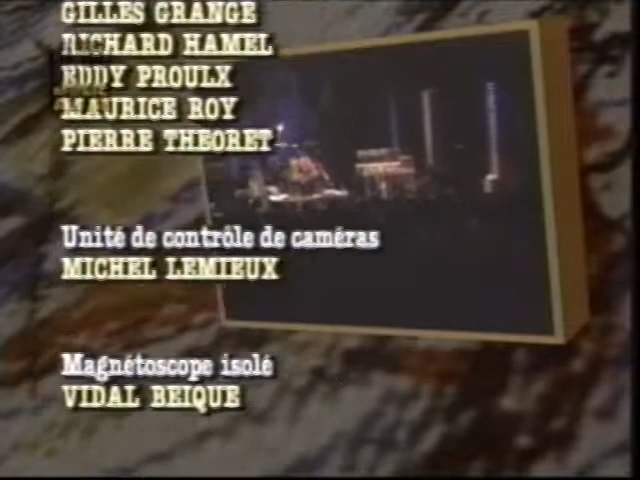 GILLES GRANGE
RICHARD HAMEL
EDDY PROULX
MAURICE ROY
PIERRE THEORET
Unité de contrôle de caméras
MICHEL LEMIEUX
Magnétoscope isolé
VIDAL BEIQUE